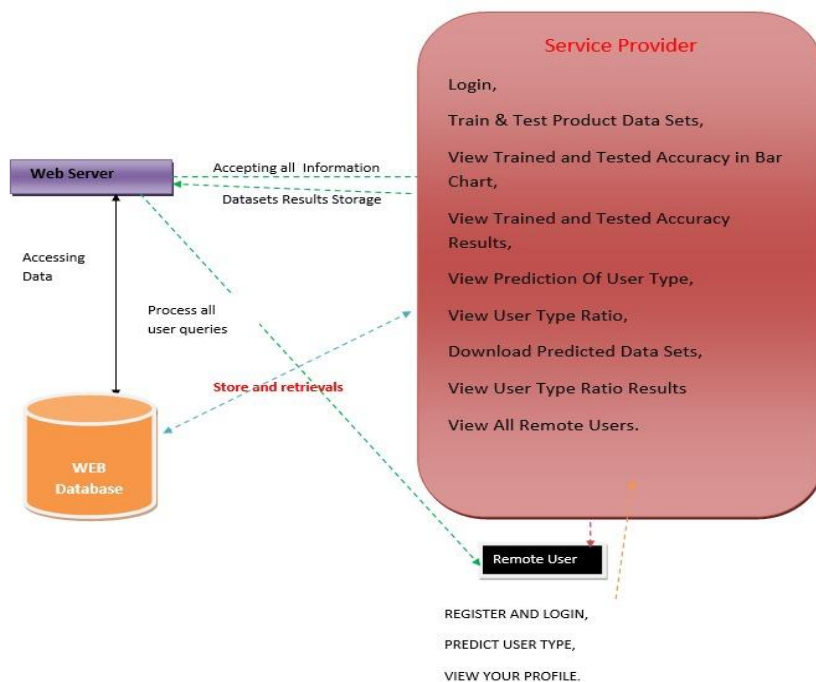 Service Provider
Login,
Train & Test Product Data Sets,
View Trained and Tested Accuracy in Bar
Chart,
View Trained and Tested Accuracy
Results,
View Prediction Of User Type,
View User Type Ratio,
Download Predicted Data Sets,
View User Type Ratio Results
View All Remote Users.
Web Server
Accepting all Information
Datasets Results Storage
Accessing
Data
Process all
user queries
Store and retrievals
WEB
Database
Remote User
REGISTER AND LOGIN,
PREDICT USER TYPE,
VIEW YOUR PROFILE.